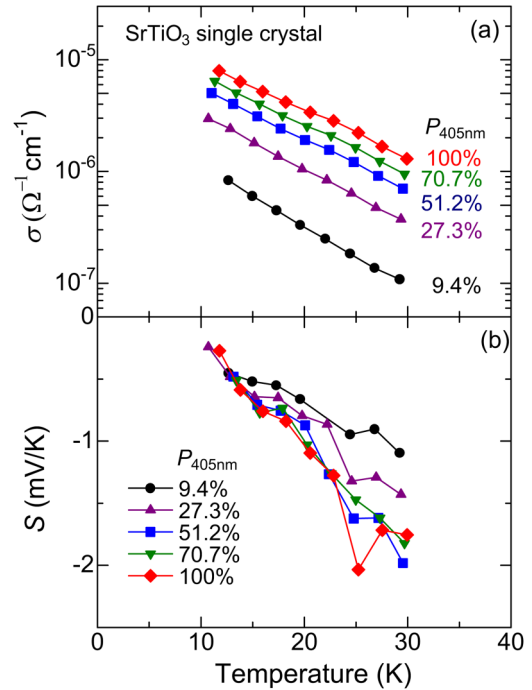 (a)
SrTiO₃ single crystal
10⁻⁵
10⁻⁶
10⁻⁷
0
σ (Ω⁻¹ cm⁻¹)
P₄₀₅ₙₘ
100%
70.7%
51.2%
27.3%
9.4%
(b)
-1
-2
S (mV/K)
P₄₀₅ₙₘ
9.4%
27.3%
51.2%
70.7%
100%
0 10 20 30 40
Temperature (K)